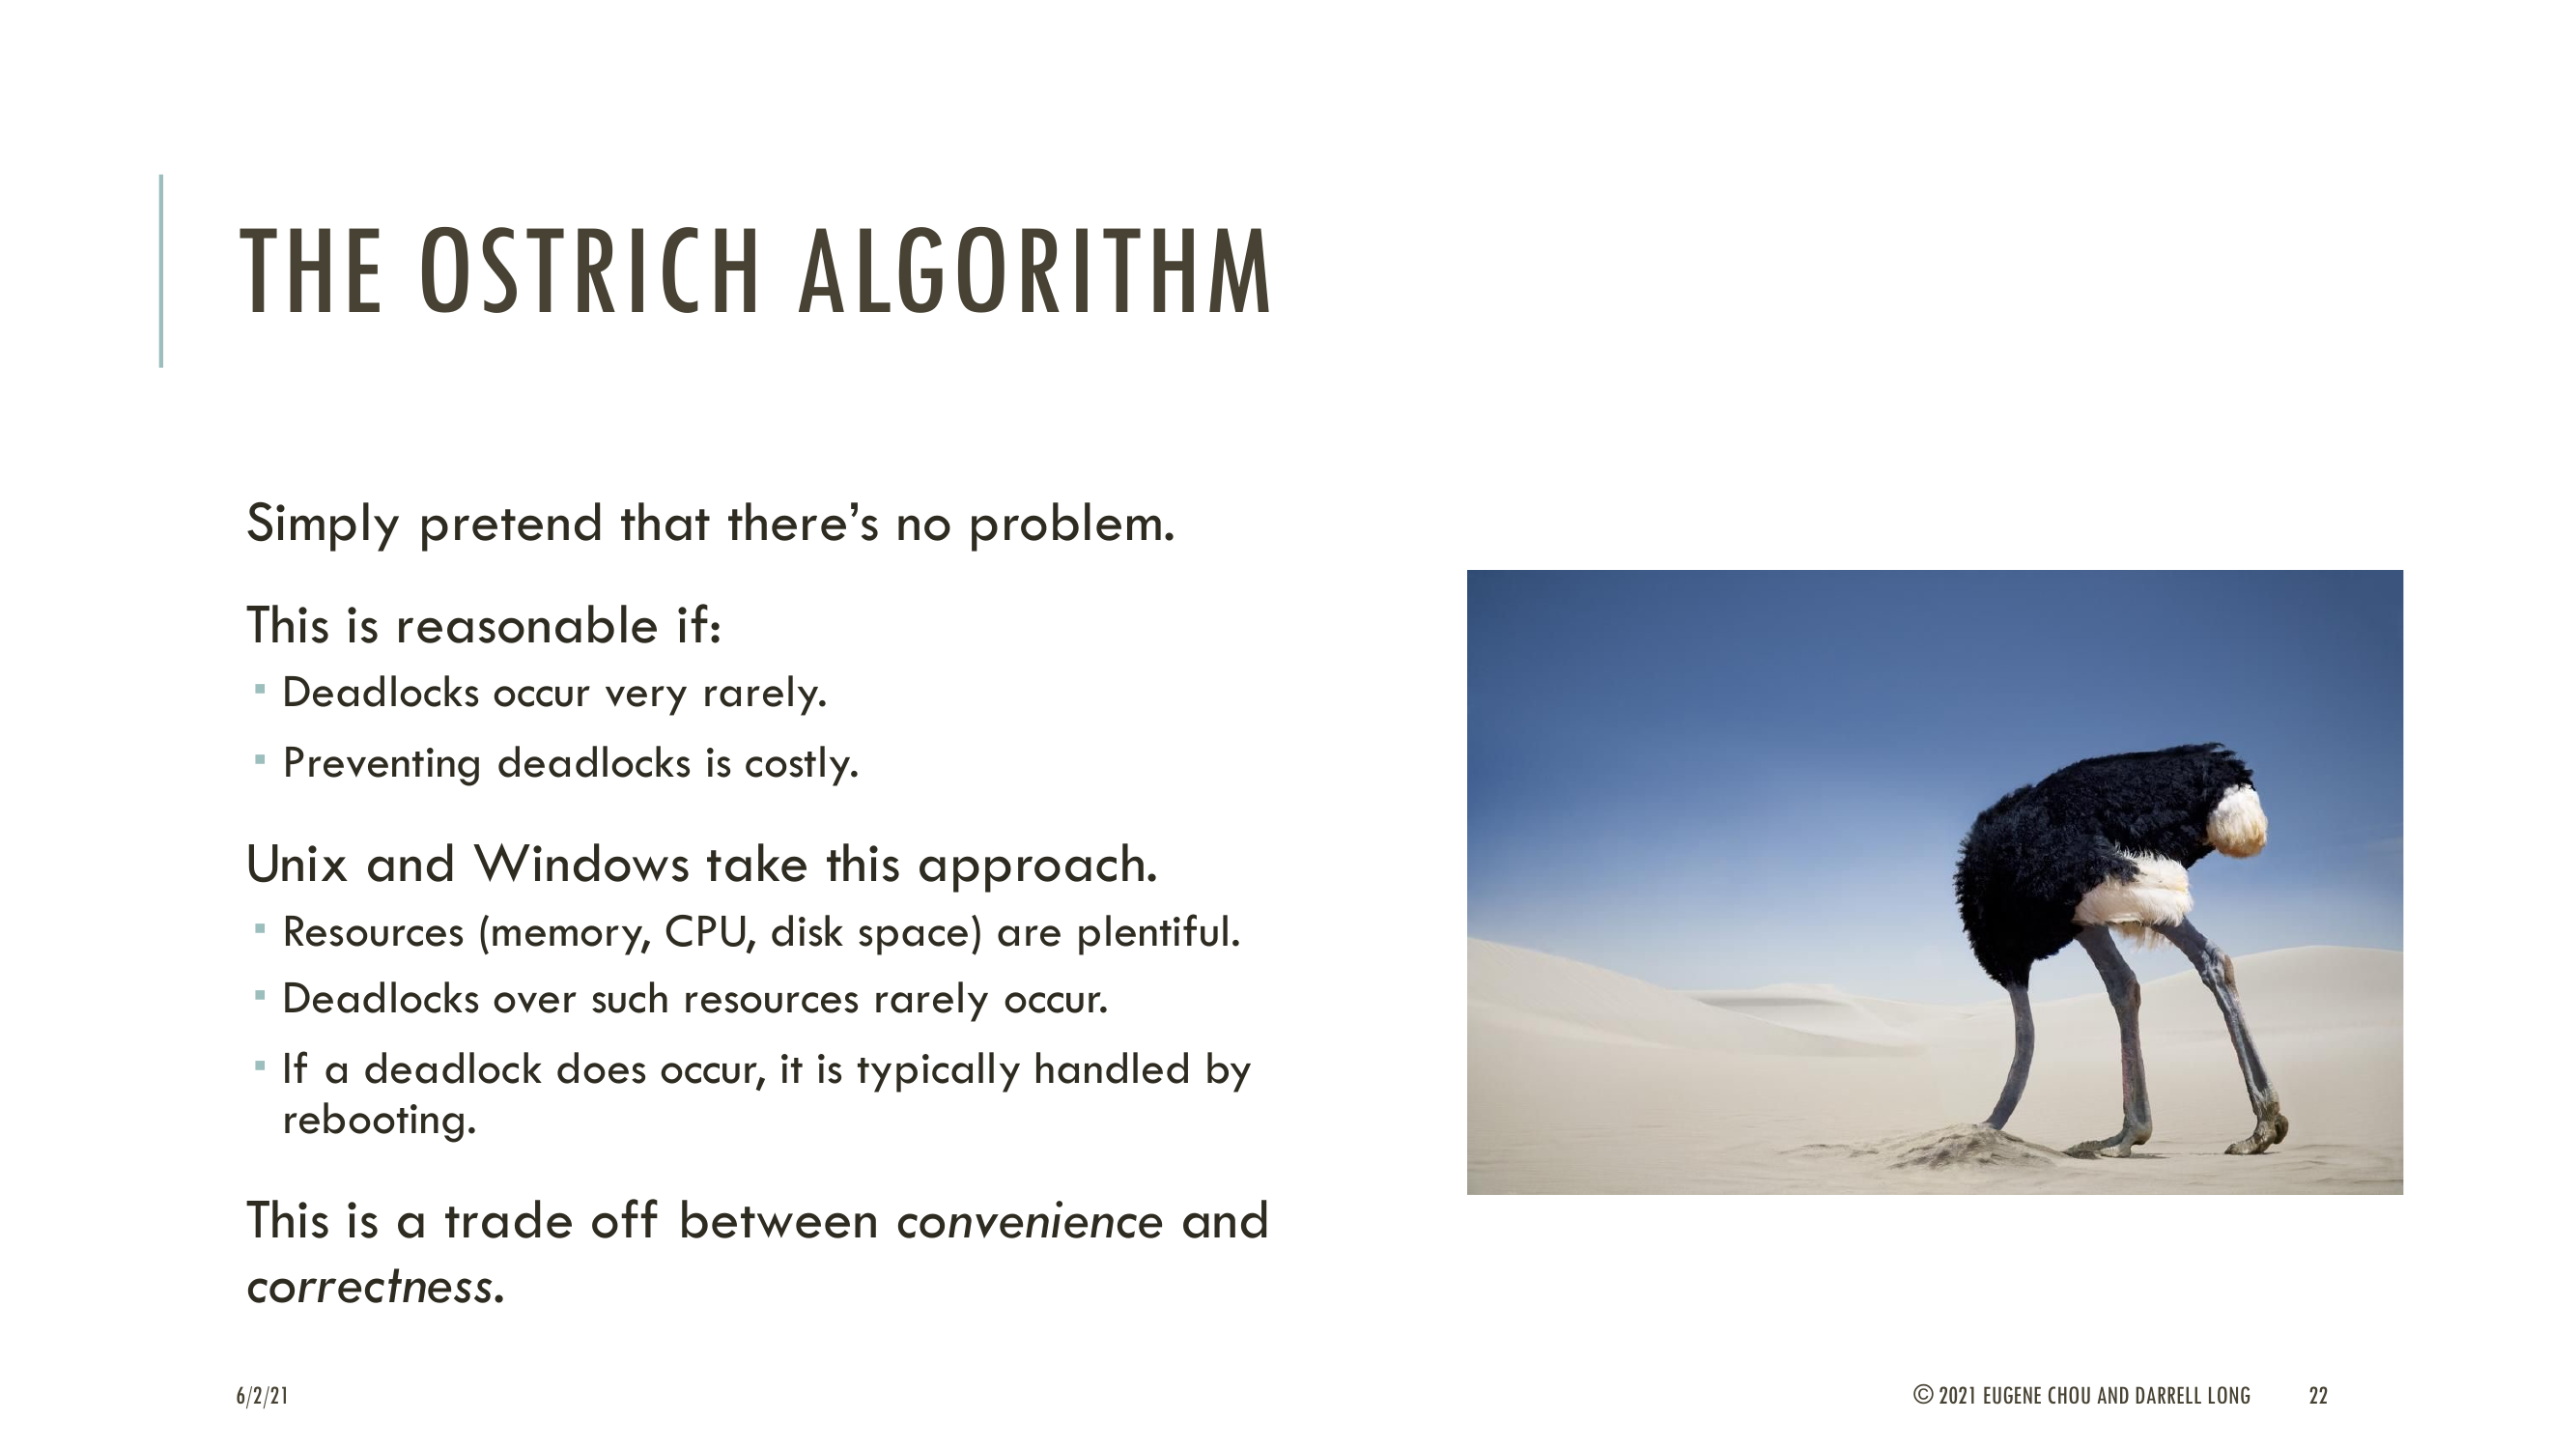 THE OSTRICH ALGORITHM
Simply pretend that there’s no problem.
This is reasonable if:
▪ Deadlocks occur very rarely.
▪ Preventing deadlocks is costly.
Unix and Windows take this approach.
▪ Resources (memory, CPU, disk space) are plentiful.
▪ Deadlocks over such resources rarely occur.
▪ If a deadlock does occur, it is typically handled by
rebooting.
This is a trade off between convenience and
correctness.
6/2/21
© 2021 EUGENE CHOU AND DARRELL LONG
22